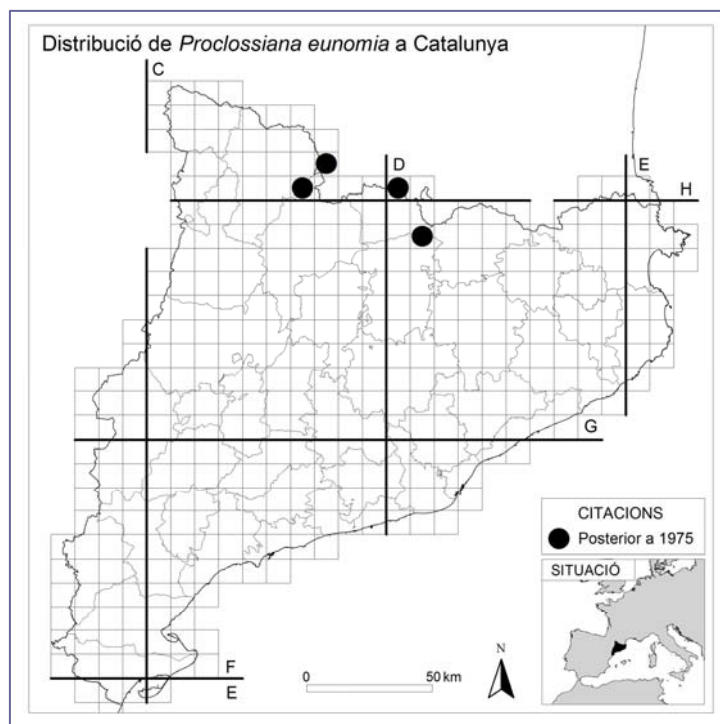 Distribució de Proclossiana eunomia a Catalunya
C
D
E
H
G
CITACIONS
Posterior a 1975
SITUACIÓ
F
E
0
50 km
N